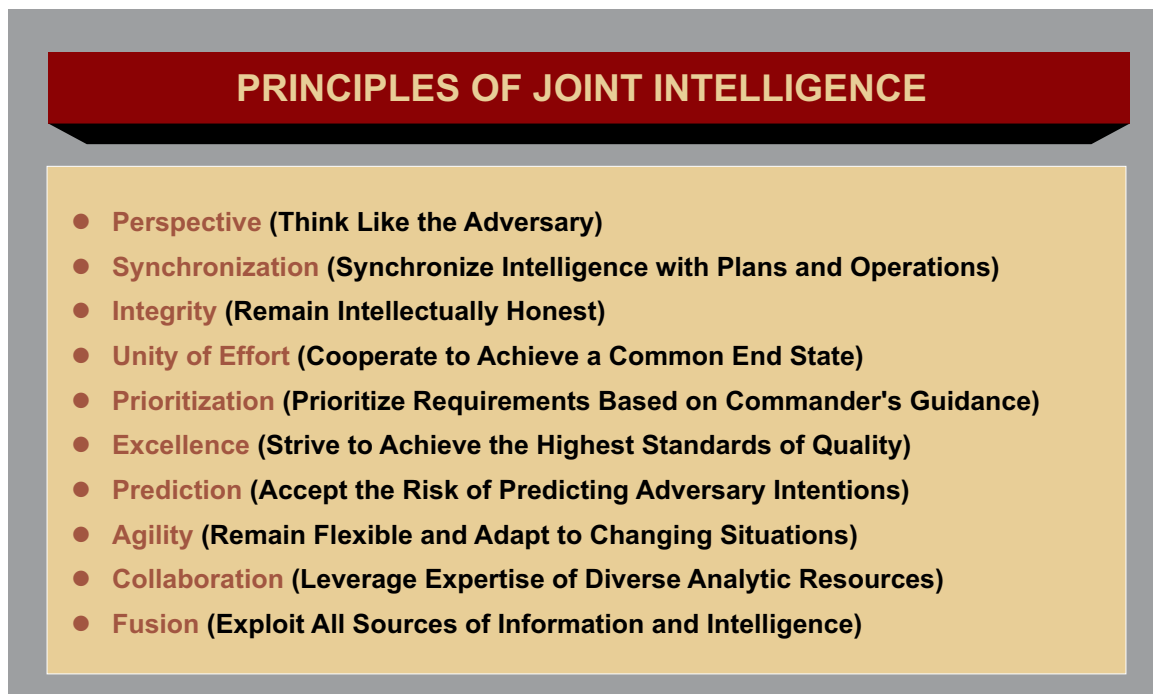 PRINCIPLES OF JOINT INTELLIGENCE
● Perspective (Think Like the Adversary)
● Synchronization (Synchronize Intelligence with Plans and Operations)
● Integrity (Remain Intellectually Honest)
● Unity of Effort (Cooperate to Achieve a Common End State)
● Prioritization (Prioritize Requirements Based on Commander's Guidance)
● Excellence (Strive to Achieve the Highest Standards of Quality)
● Prediction (Accept the Risk of Predicting Adversary Intentions)
● Agility (Remain Flexible and Adapt to Changing Situations)
● Collaboration (Leverage Expertise of Diverse Analytic Resources)
● Fusion (Exploit All Sources of Information and Intelligence)